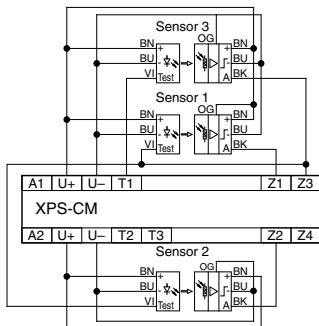 Sensor 3
OG
BN + BN
BU – BU
VI Test A BK
Sensor 1
OG
BN + BN
BU – BU
VI Test A BK
A1 U+ U– T1 Z1 Z3
XPS-CM
A2 U+ U– T2 T3 Z2 Z4
Sensor 2
OG
BN + BN
BU – BU
VI Test A BK